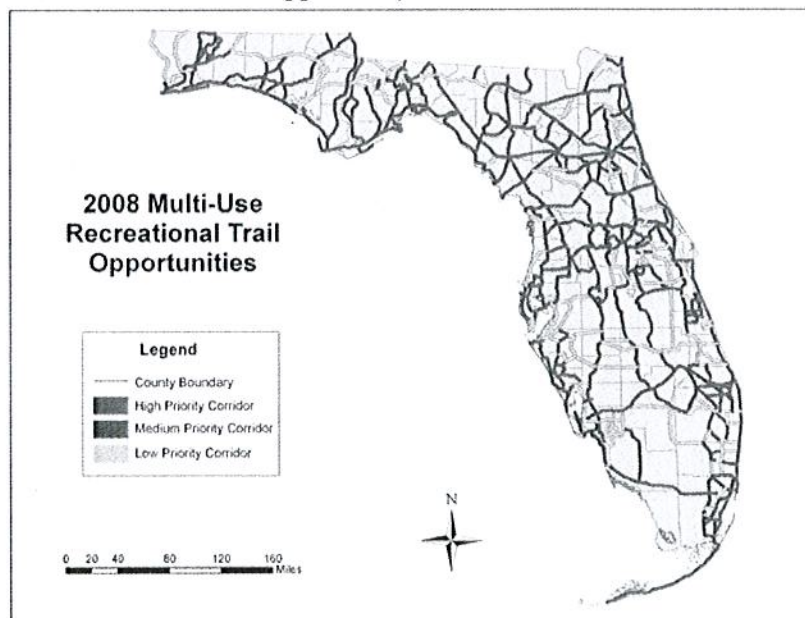 2008 Multi-Use
Recreational Trail
Opportunities
Legend
County Boundary
High Priority Corridor
Medium Priority Corridor
Low Priority Corridor
N
0 20 40 80 120 160
Miles